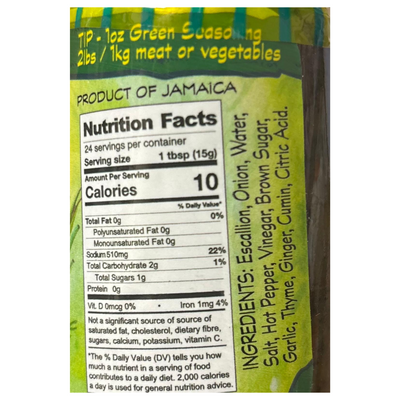 TIP - 1oz Green Seasoning
2lbs / 1kg meat or vegetables
PRODUCT OF JAMAICA
Nutrition Facts
24 servings per container
Serving size 1 tbsp (15g)
Amount Per Serving
Calories 10
% Daily Value*
Total Fat 0g 0%
Polyunsaturated Fat 0g
Monounsaturated Fat 0g
Sodium 510mg 22%
Total Carbohydrate 2g 1%
Total Sugars 1g
Protein 0g
Vit. D 0mcg 0% • Iron 1mg 4%
Not a significant source of source of
saturated fat, cholesterol, dietary fibre,
sugars, calcium, potassium, vitamin C.
*The % Daily Value (DV) tells you how
much a nutrient in a serving of food
contributes to a daily diet. 2,000 calories
a day is used for general nutrition advice.
INGREDIENTS: Escallion, Onion, Water,
Salt, Hot Pepper, Vinegar, Brown Sugar,
Garlic, Thyme, Ginger, Cumin, Citric Acid.